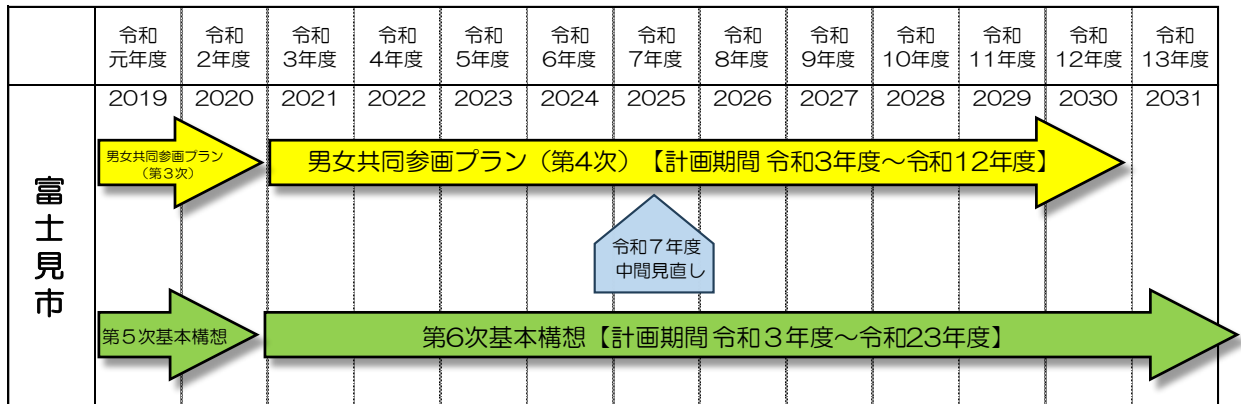 令和
元年度
令和
2年度
令和
3年度
令和
4年度
令和
5年度
令和
6年度
令和
7年度
令和
8年度
令和
9年度
令和
10年度
令和
11年度
令和
12年度
令和
13年度
富士見市
2019
2020
2021
2022
2023
2024
2025
2026
2027
2028
2029
2030
2031
男女共同参画プラン
(第3次)
男女共同参画プラン（第4次）【計画期間 令和3年度～令和12年度】
令和７年度
中間見直し
第５次基本構想
第6次基本構想【計画期間 令和３年度～令和23年度】